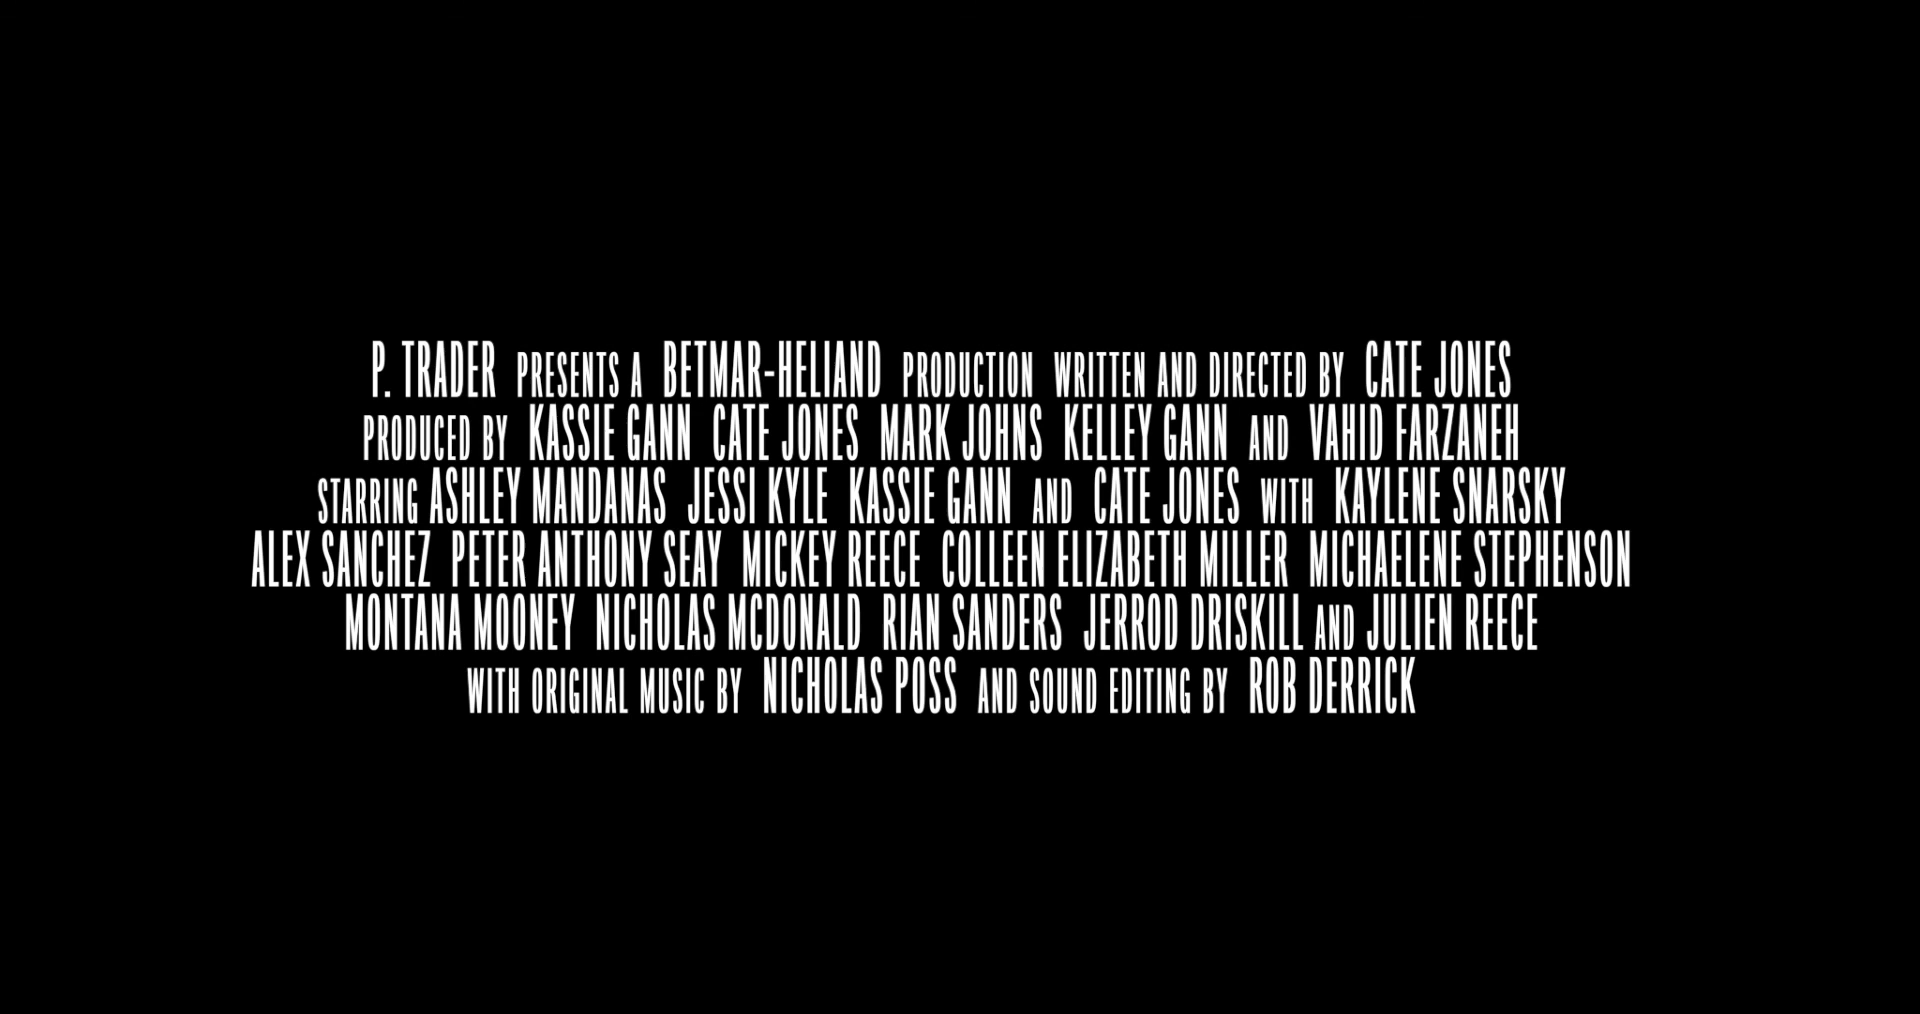 P. TRADER PRESENTS A BETMAR-HELIAND PRODUCTION WRITTEN AND DIRECTED BY CATE JONES
PRODUCED BY KASSIE GANN CATE JONES MARK JOHNS KELLEY GANN AND VAHID FARZANEH
STARRING ASHLEY MANDANAS JESSI KYLE KASSIE GANN AND CATE JONES WITH KAYLENE SNARSKY
ALEX SANCHEZ PETER ANTHONY SEAY MICKEY REECE COLLEEN ELIZABETH MILLER MICHAELENE STEPHENSON
MONTANA MOONEY NICHOLAS MCDONALD RIAN SANDERS JERROD DRISKILL AND JULIEN REECE
WITH ORIGINAL MUSIC BY NICHOLAS POSS AND SOUND EDITING BY ROB DERRICK